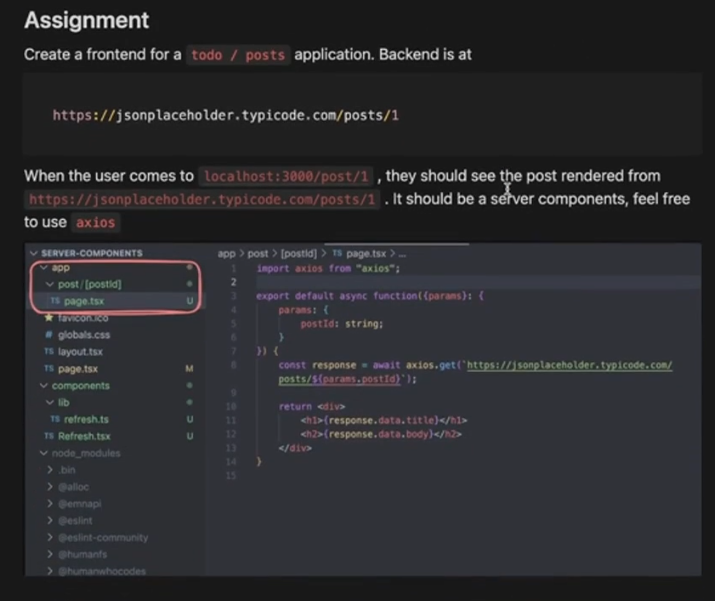 Assignment
Create a frontend for a todo / posts application. Backend is at
https://jsonplaceholder.typicode.com/posts/1
When the user comes to localhost:3000/post/1 , they should see the post rendered from
https://jsonplaceholder.typicode.com/posts/1 . It should be a server components, feel free
to use axios
SERVER-COMPONENTS
app
post / [postId]
TS page.tsx U
favicon.ico
# globals.css
TS layout.tsx
TS page.tsx M
components
lib
TS refresh.ts U
TS Refresh.tsx U
node_modules
.bin
@alloc
@emnapi
@eslint
@eslint-community
@humanfs
@humanwhocodes
app > post > [postId] > TS page.tsx > ...
1 import axios from "axios";
2
3 export default async function({params}: {
4 params: {
5 postId: string;
6 }
7 }) {
8 const response = await axios.get(`https://jsonplaceholder.typicode.com/
posts/${params.postId}`);
9
10 return <div>
11 <h1>{response.data.title}</h1>
12 <h2>{response.data.body}</h2>
13 </div>
14 }
15